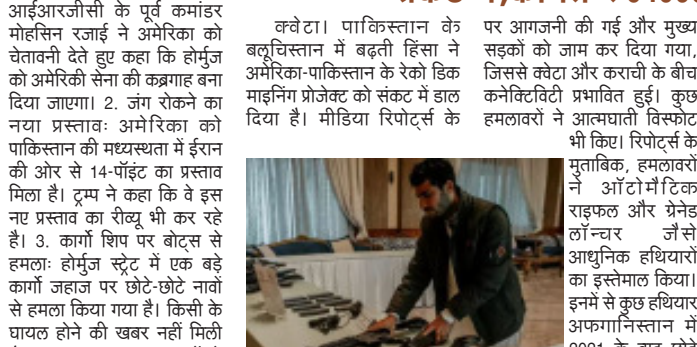 आईआरजीसी के पूर्व कमांडर
मोहसिन रजाई ने अमेरिका को
चेतावनी देते हुए कहा कि होर्मुज
को अमेरिकी सेना की कब्रगाह बना
दिया जाएगा। 2. जंग रोकने का
नया प्रस्तावः अमेरिका को
पाकिस्तान की मध्यस्थता में ईरान
की ओर से 14-पॉइंट का प्रस्ताव
मिला है। ट्रम्प ने कहा कि वे इस
नए प्रस्ताव का रीव्यू भी कर रहे
है। 3. कार्गो शिप पर बोट्स से
हमलाः होर्मुज स्ट्रेट में एक बड़े
कार्गो जहाज पर छोटे-छोटे नावों
से हमला किया गया है। किसी के
घायल होने की खबर नहीं मिली
क्वेटा। पाकिस्तान के
बलूचिस्तान में बढ़ती हिंसा ने
अमेरिका-पाकिस्तान के रेको डिक
माइनिंग प्रोजेक्ट को संकट में डाल
दिया है। मीडिया रिपोर्ट्स के
पर आगजनी की गई और मुख्य
सड़कों को जाम कर दिया गया,
जिससे क्वेटा और कराची के बीच
कनेक्टिविटी प्रभावित हुई। कुछ
हमलावरों ने आत्मघाती विस्फोट
भी किए। रिपोर्ट्स के
मुताबिक, हमलावरों
ने ऑटोमैटिक
राइफल और ग्रेनेड
लॉन्चर जैसे
आधुनिक हथियारों
का इस्तेमाल किया।
इनमें से कुछ हथियार
अफगानिस्तान में